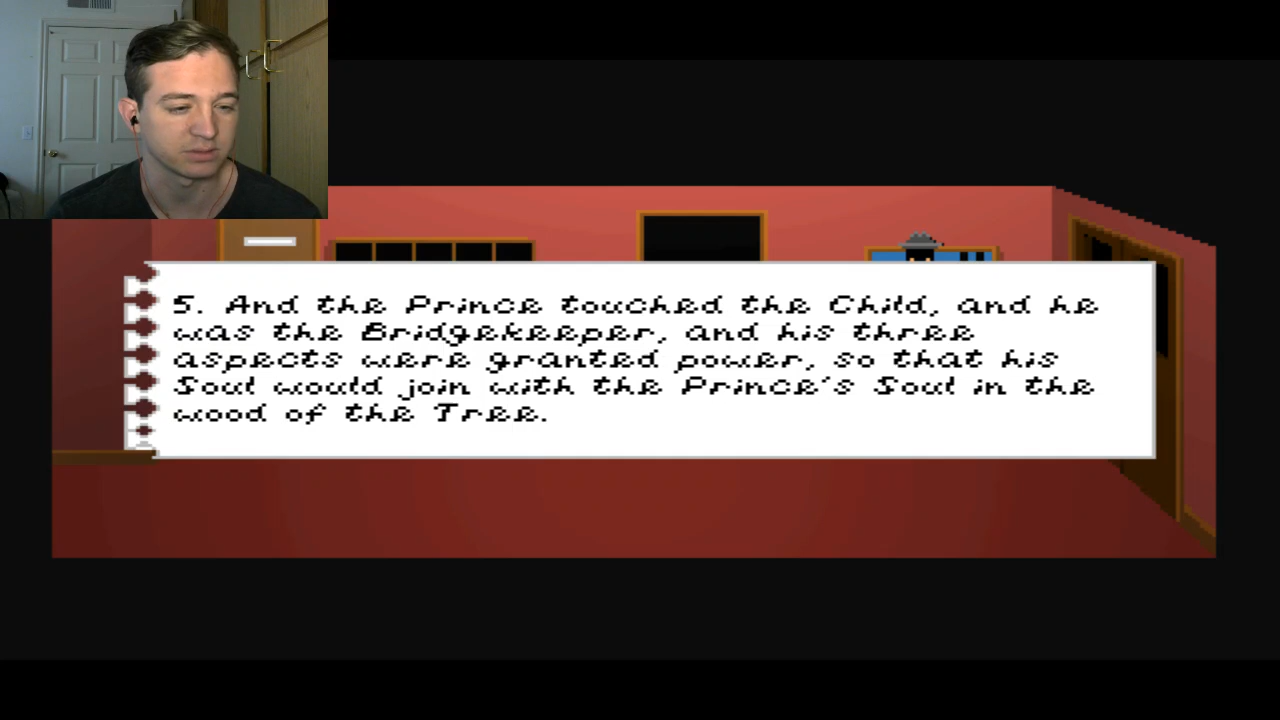 5. And the Prince touched the Child, and he
was the Bridgekeeper, and his three
aspects were granted power, so that his
Soul would join with the Prince's Soul in the
wood of the Tree.